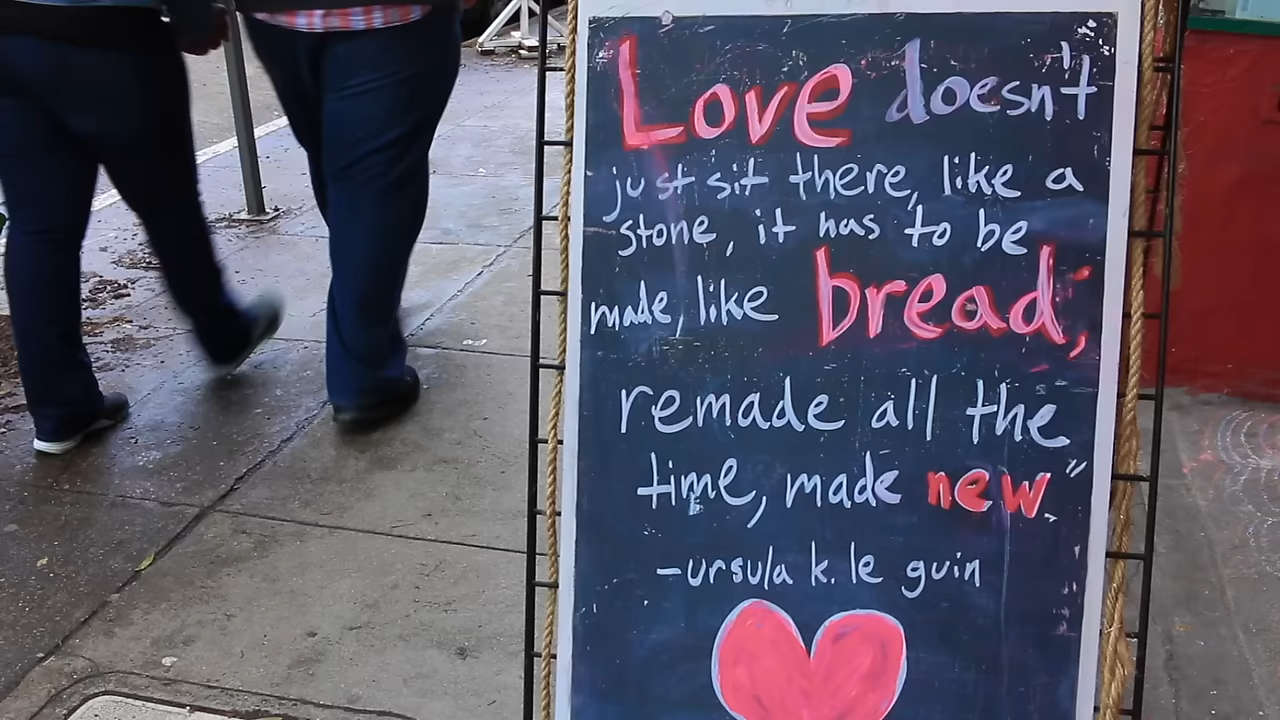 Love doesn't
just sit there, like a
stone, it has to be
made, like bread;
remade all the
time, made new."
-ursula k. le guin